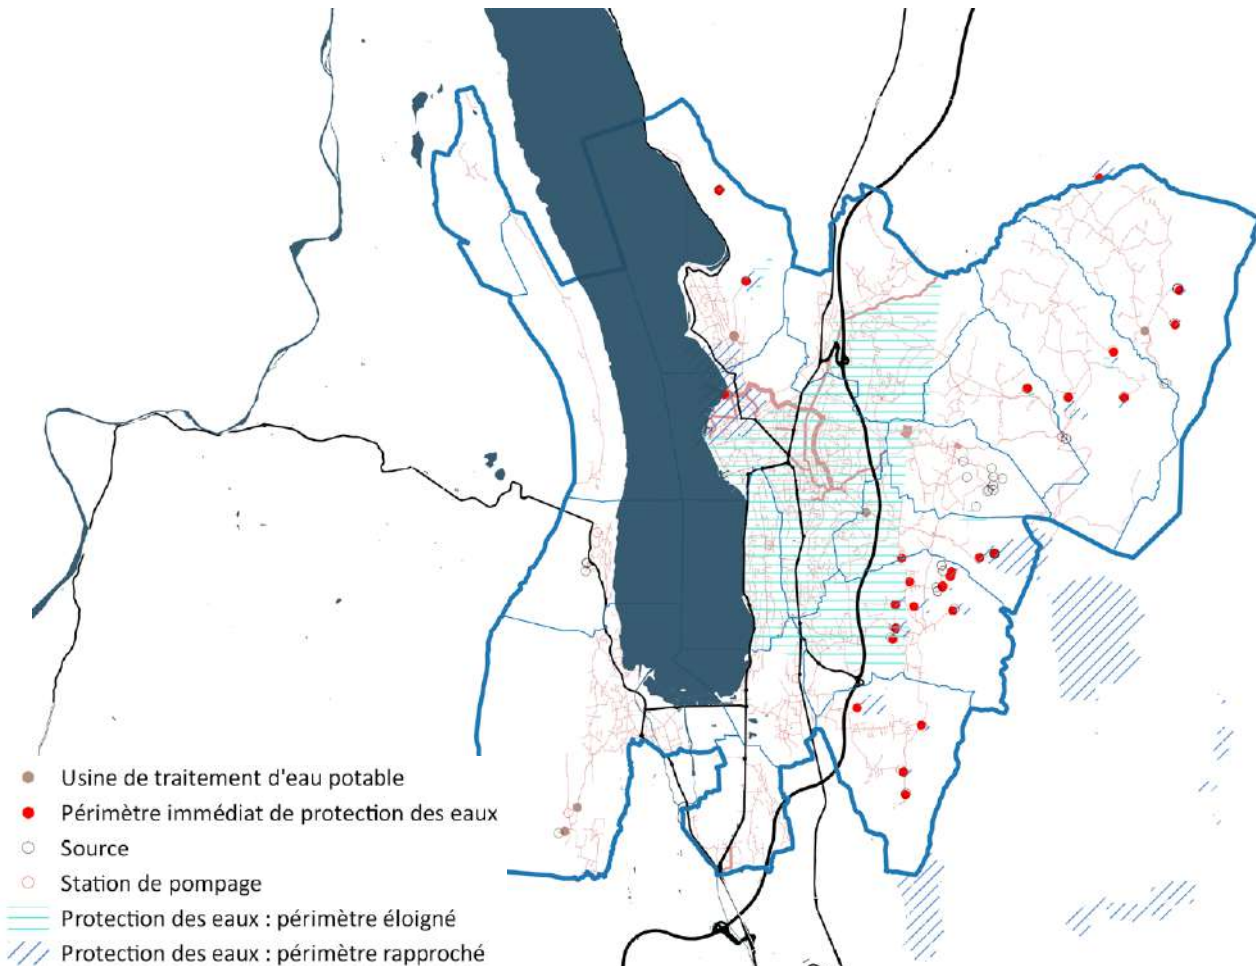 Usine de traitement d'eau potable
Périmètre immédiat de protection des eaux
Source
Station de pompage
Protection des eaux : périmètre éloigné
Protection des eaux : périmètre rapproché